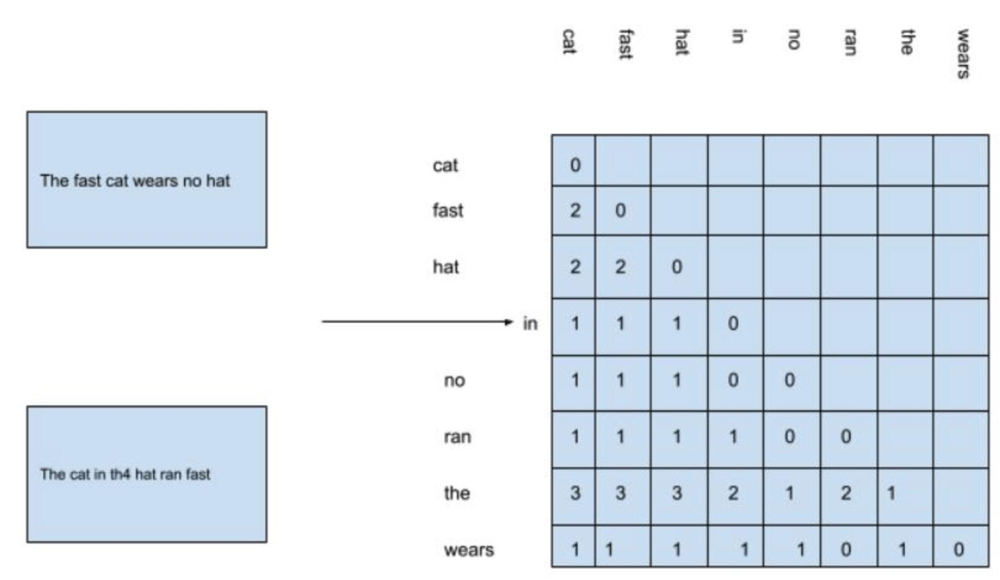 cat fast hat in no ran the wears
The fast cat wears no hat
The cat in th4 hat ran fast
cat 0
fast 2 0
hat 2 2 0
in 1 1 1 0
no 1 1 1 0 0
ran 1 1 1 1 0 0
the 3 3 3 2 1 2 1
wears 1 1 1 1 1 0 1 0